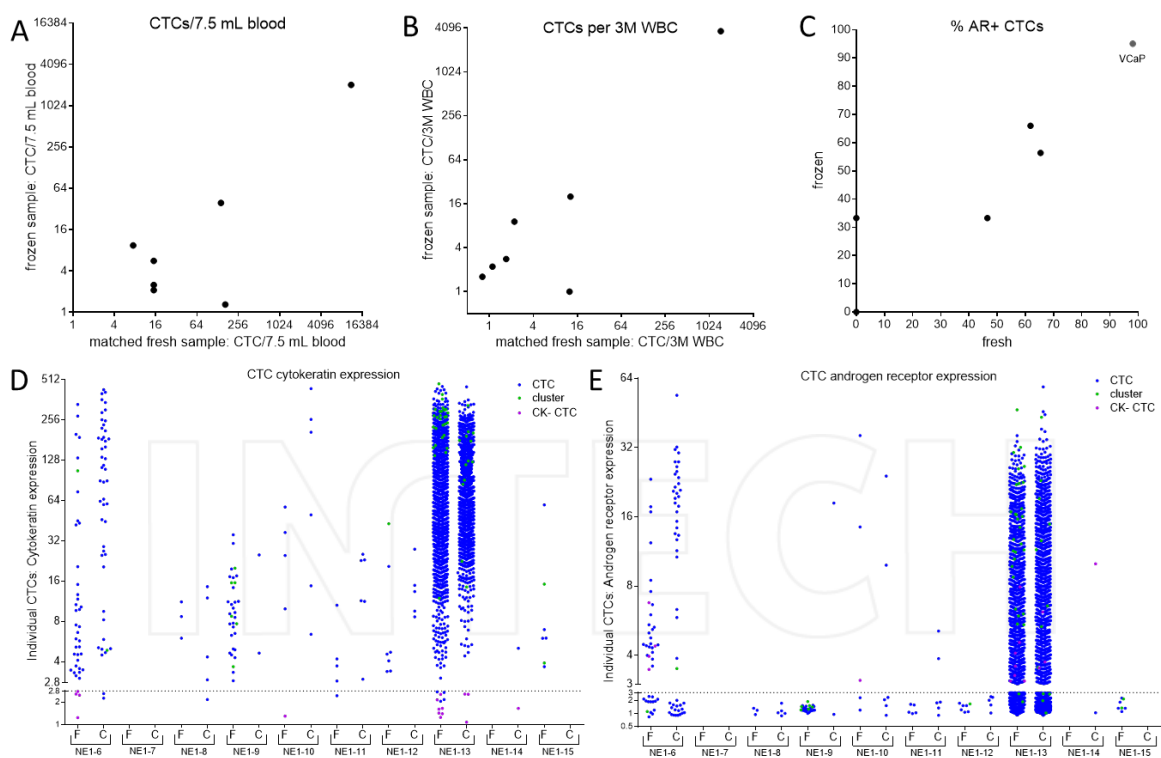 A
CTCs/7.5 mL blood
16384
4096
1024
256
64
16
4
1
frozen sample: CTC/7.5 mL blood
1 4 16 64 256 1024 4096 16384
matched fresh sample: CTC/7.5 mL blood
B
CTCs per 3M WBC
4096
1024
256
64
16
4
1
frozen sample: CTC/3M WBC
1 4 16 64 256 1024 4096
matched fresh sample: CTC/3M WBC
C
% AR+ CTCs
100
90
80
70
60
50
40
30
20
10
0
frozen
VCaP
0 10 20 30 40 50 60 70 80 90 100
fresh
D
CTC cytokeratin expression
CTC
cluster
CK- CTC
512
256
128
64
32
16
8
4
2.8
2.8
2
1
Individual CTCs: Cytokeratin expression
F C F C F C F C F C F C F C F C F C F C
NE1-6 NE1-7 NE1-8 NE1-9 NE1-10 NE1-11 NE1-12 NE1-13 NE1-14 NE1-15
E
CTC androgen receptor expression
CTC
cluster
CK- CTC
64
32
16
8
4
3
3
2
1
0.5
Individual CTCs: Androgen receptor expression
F C F C F C F C F C F C F C F C F C F C
NE1-6 NE1-7 NE1-8 NE1-9 NE1-10 NE1-11 NE1-12 NE1-13 NE1-14 NE1-15
INTECH